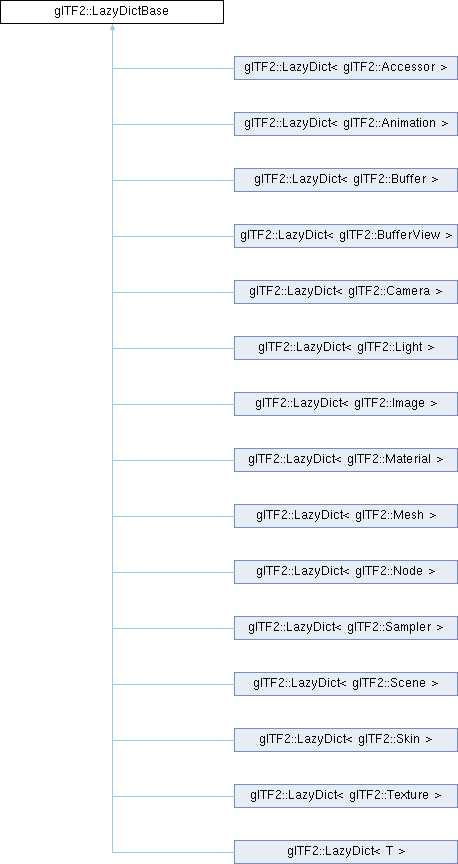 glTF2::LazyDictBase
glTF2::LazyDict< glTF2::Accessor >
glTF2::LazyDict< glTF2::Animation >
glTF2::LazyDict< glTF2::Buffer >
glTF2::LazyDict< glTF2::BufferView >
glTF2::LazyDict< glTF2::Camera >
glTF2::LazyDict< glTF2::Light >
glTF2::LazyDict< glTF2::Image >
glTF2::LazyDict< glTF2::Material >
glTF2::LazyDict< glTF2::Mesh >
glTF2::LazyDict< glTF2::Node >
glTF2::LazyDict< glTF2::Sampler >
glTF2::LazyDict< glTF2::Scene >
glTF2::LazyDict< glTF2::Skin >
glTF2::LazyDict< glTF2::Texture >
glTF2::LazyDict< T >